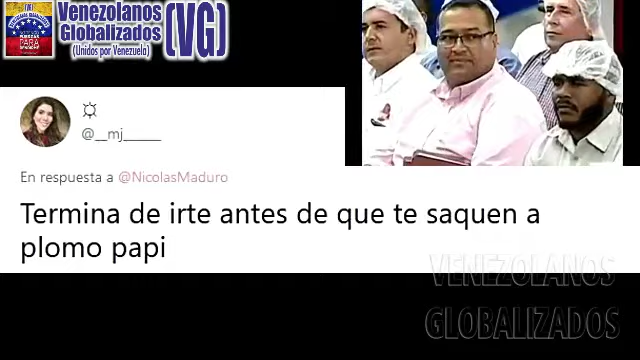 Venezolanos
Globalizados
(Unidos por Venezuela)
(VG)
@__mj______
En respuesta a @NicolasMaduro
Termina de irte antes de que te saquen a
plomo papi
VENEZOLANOS
GLOBALIZADOS